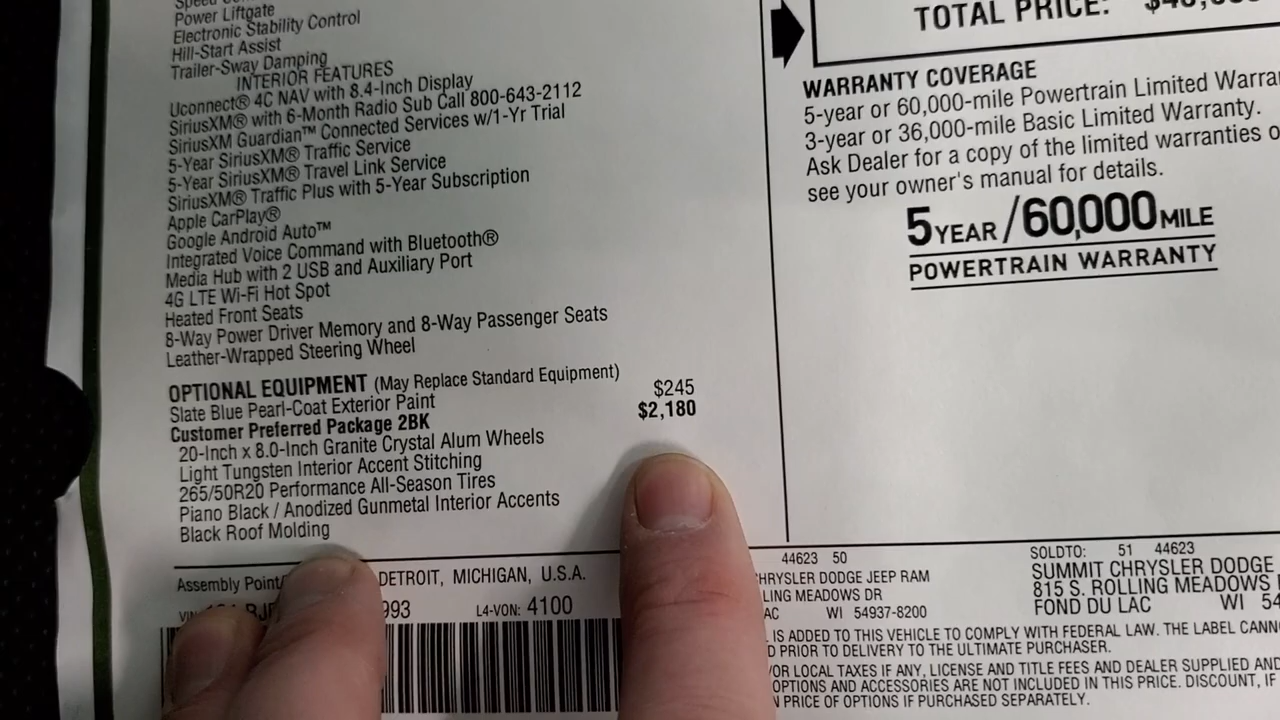 Power Liftgate
Electronic Stability Control
Hill-Start Assist
Trailer-Sway Damping
INTERIOR FEATURES
Uconnect® 4C NAV with 8.4-Inch Display
SiriusXM® with 6-Month Radio Sub Call 800-643-2112
SiriusXM Guardian™ Connected Services w/1-Yr Trial
5-Year SiriusXM® Traffic Service
5-Year SiriusXM® Travel Link Service
SiriusXM® Traffic Plus with 5-Year Subscription
Apple CarPlay®
Google Android Auto™
Integrated Voice Command with Bluetooth®
Media Hub with 2 USB and Auxiliary Port
4G LTE Wi-Fi Hot Spot
Heated Front Seats
8-Way Power Driver Memory and 8-Way Passenger Seats
Leather-Wrapped Steering Wheel
OPTIONAL EQUIPMENT (May Replace Standard Equipment)
Slate Blue Pearl-Coat Exterior Paint $245
Customer Preferred Package 2BK $2,180
20-Inch x 8.0-Inch Granite Crystal Alum Wheels
Light Tungsten Interior Accent Stitching
265/50R20 Performance All-Season Tires
Piano Black / Anodized Gunmetal Interior Accents
Black Roof Molding
Assembly Point DETROIT, MICHIGAN, U.S.A.
VIN 993 L4-VON: 4100
TOTAL PRICE:
WARRANTY COVERAGE
5-year or 60,000-mile Powertrain Limited
3-year or 36,000-mile Basic Limited Warranty.
Ask Dealer for a copy of the limited warranties
see your owner's manual for details.
5 YEAR / 60,000 MILE
POWERTRAIN WARRANTY
44623 50
CHRYSLER DODGE JEEP RAM
LING MEADOWS DR
AC WI 54937-8200
SOLDTO: 51 44623
SUMMIT CHRYSLER DODGE
815 S. ROLLING MEADOWS
FOND DU LAC WI 54
IS ADDED TO THIS VEHICLE TO COMPLY WITH FEDERAL LAW. THE LABEL
D PRIOR TO DELIVERY TO THE ULTIMATE PURCHASER.
/OR LOCAL TAXES IF ANY, LICENSE AND TITLE FEES AND DEALER SUPPLIED AND
OPTIONS AND ACCESSORIES ARE NOT INCLUDED IN THIS PRICE. DISCOUNT, IF
N PRICE OF OPTIONS IF PURCHASED SEPARATELY.